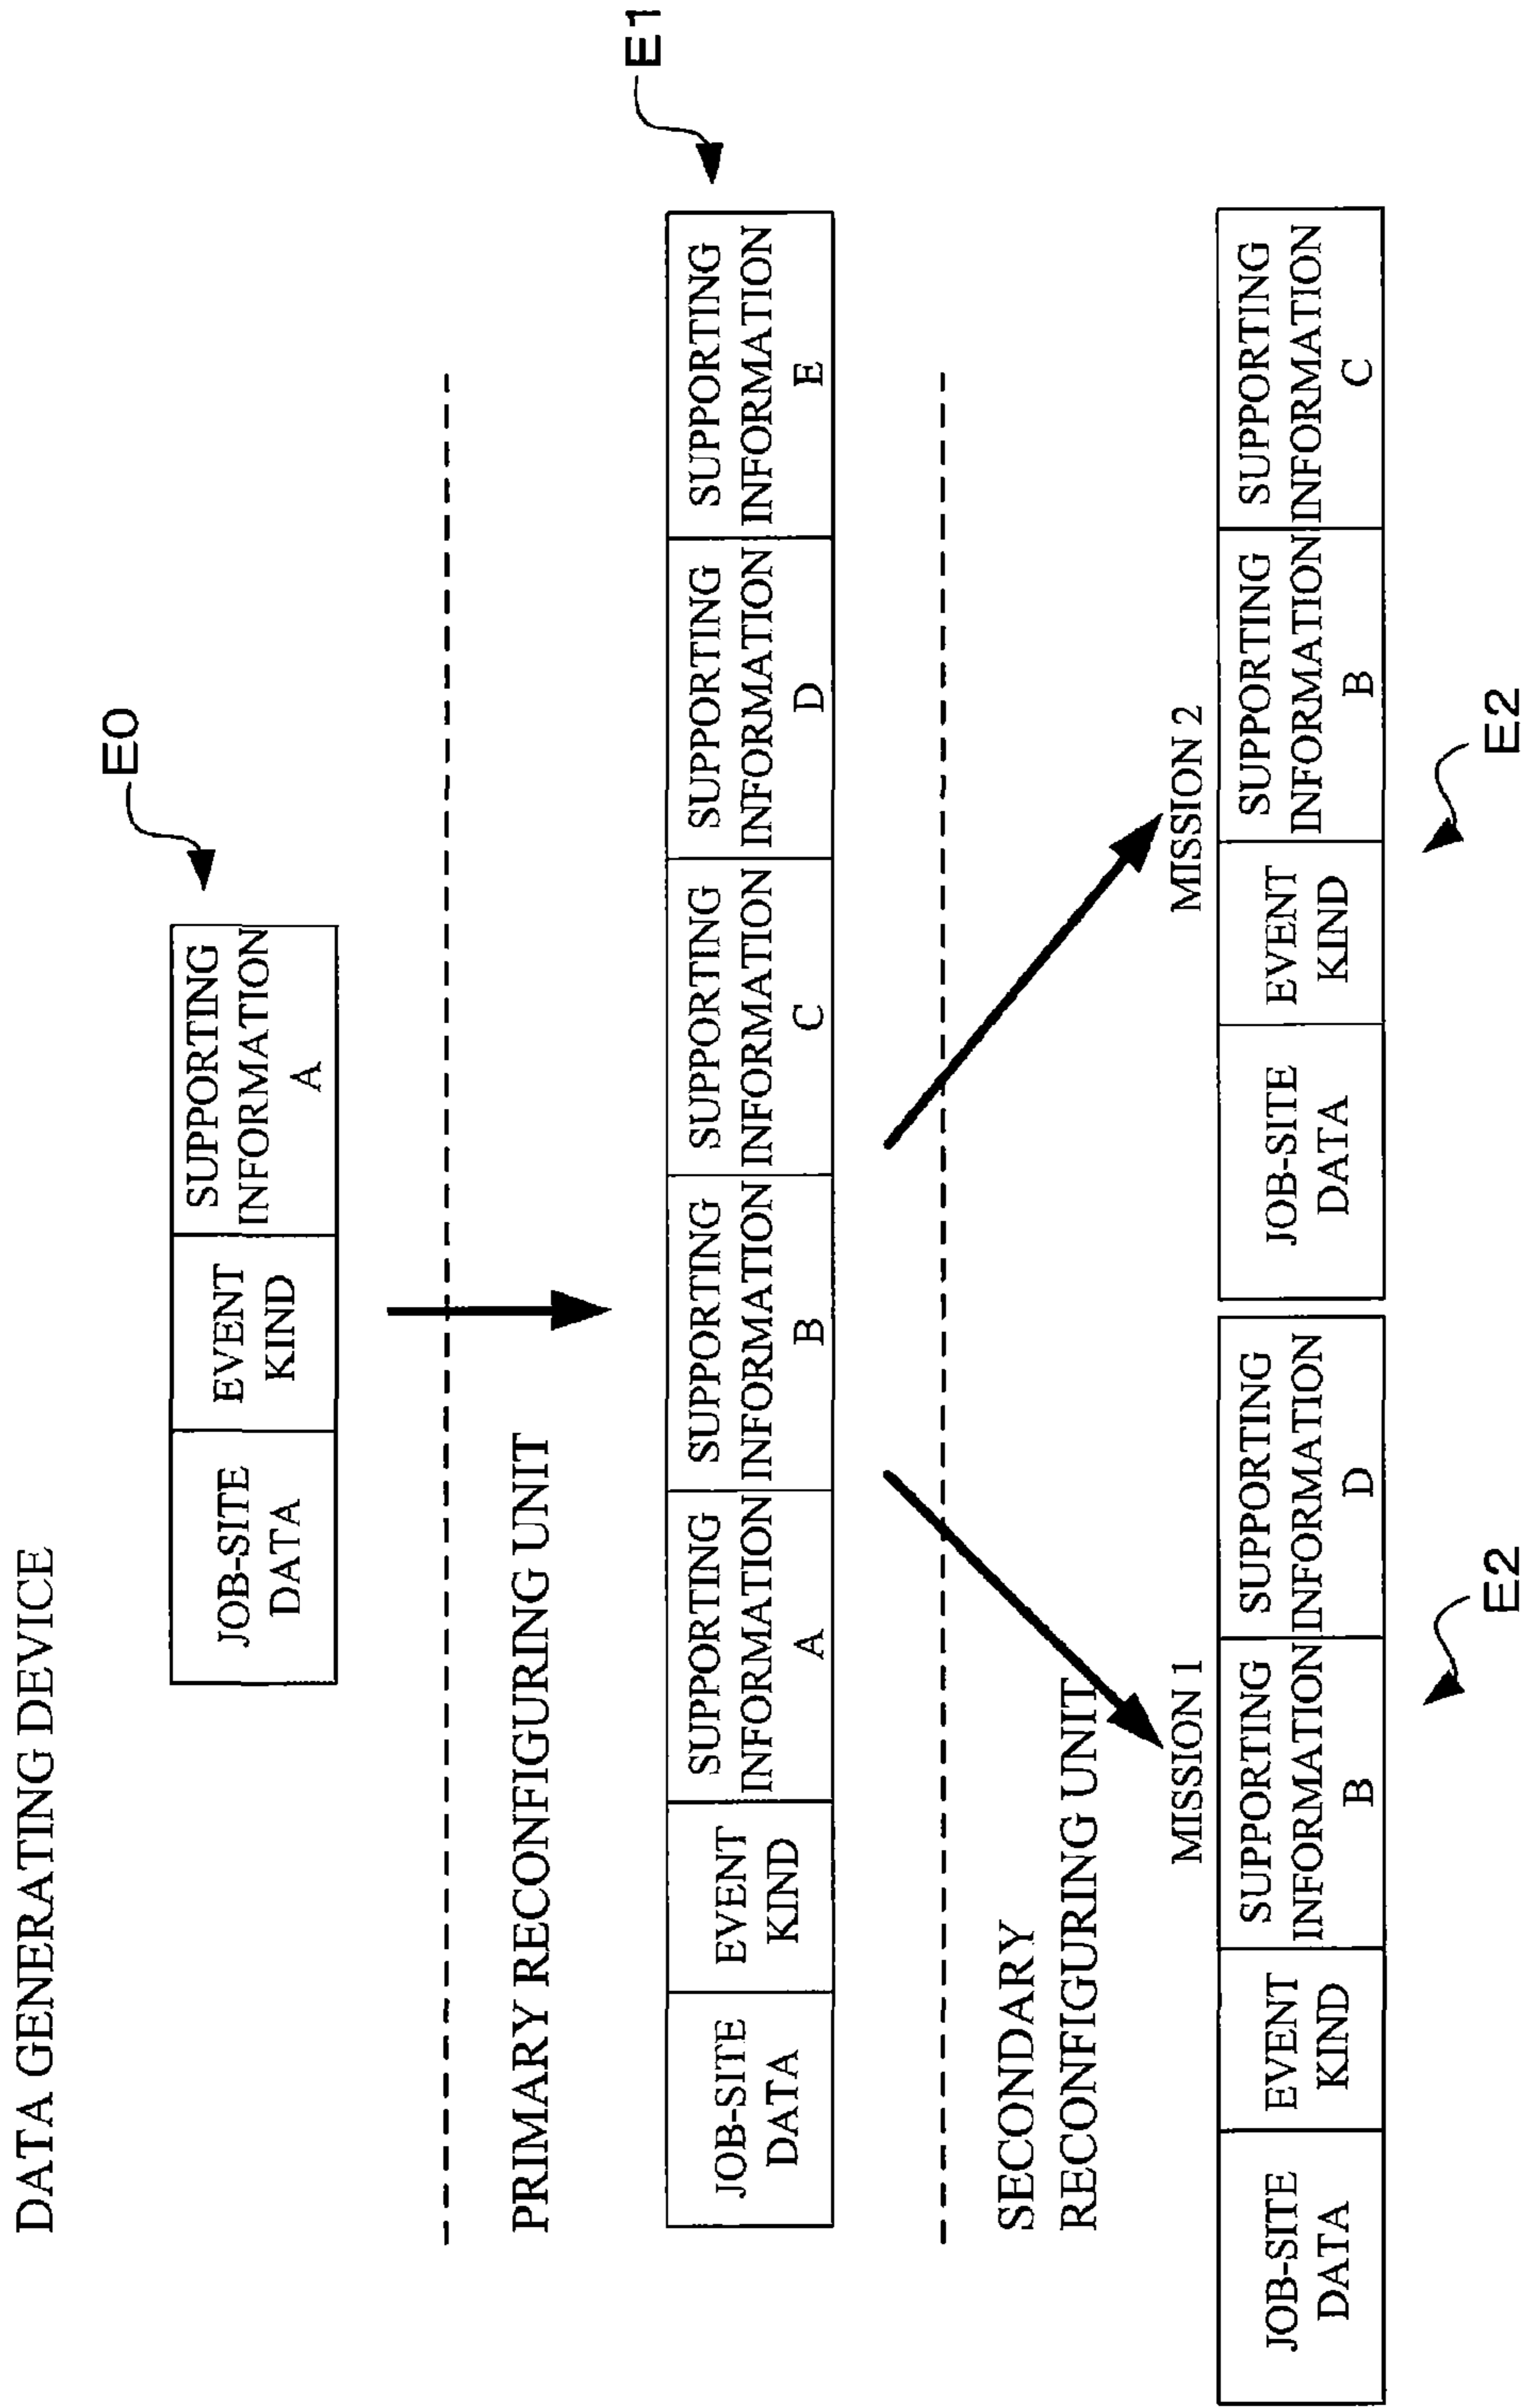 DATA GENERATING DEVICE
E0
JOB-SITE
DATA
EVENT
KIND
SUPPORTING
INFORMATION
A
PRIMARY RECONFIGURING UNIT
E1
JOB-SITE
DATA
EVENT
KIND
SUPPORTING
INFORMATION
A
SUPPORTING
INFORMATION
B
SUPPORTING
INFORMATION
C
SUPPORTING
INFORMATION
D
SUPPORTING
INFORMATION
E
SECONDARY
RECONFIGURING UNIT
MISSION 1
JOB-SITE
DATA
EVENT
KIND
SUPPORTING
INFORMATION
B
SUPPORTING
INFORMATION
D
E2
MISSION 2
JOB-SITE
DATA
EVENT
KIND
SUPPORTING
INFORMATION
B
SUPPORTING
INFORMATION
C
E2